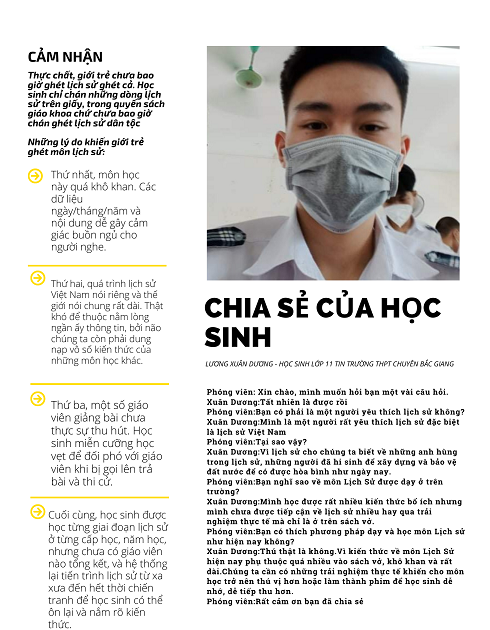 CẢM NHẬN
Thực chất, giới trẻ chưa bao
giờ ghét lịch sử ghét cả. Học
sinh chỉ chán những dòng lịch
sử trên giấy, trong quyển sách
giáo khoa chứ chưa bao giờ
chán ghét lịch sử dân tộc
Những lý do khiến giới trẻ
ghét môn lịch sử:
Thứ nhất, môn học
này quá khô khan. Các
dữ liệu
ngày/tháng/năm và
nội dung dễ gây cảm
giác buồn ngủ cho
người nghe.
Thứ hai, quá trình lịch sử
Việt Nam nói riêng và thế
giới nói chung rất dài. Thật
khó để thuộc nằm lòng
ngần ấy thông tin, bởi não
chúng ta còn phải dung
nạp vô số kiến thức của
những môn học khác.
Thứ ba, một số giáo
viên giảng bài chưa
thực sự thu hút. Học
sinh miễn cưỡng học
vẹt để đối phó với giáo
viên khi bị gọi lên trả
bài và thi cử.
Cuối cùng, học sinh được
học từng giai đoạn lịch sử
ở từng cấp học, năm học,
nhưng chưa có giáo viên
nào tổng kết, và hệ thống
lại tiến trình lịch sử từ xa
xưa đến hết thời chiến
tranh để học sinh có thể
ôn lại và nắm rõ kiến
thức.
CHIA SẺ CỦA HỌC
SINH
LƯƠNG XUÂN DƯƠNG - HỌC SINH LỚP 11 TIN TRƯỜNG THPT CHUYÊN BẮC GIANG
Phóng viên: Xin chào, mình muốn hỏi bạn một vài câu hỏi.
Xuân Dương:Tất nhiên là được rồi
Phóng viên:Bạn có phải là một người yêu thích lịch sử không?
Xuân Dương:Mình là một người rất yêu thích lịch sử đặc biệt
là lịch sử Việt Nam
Phóng viên:Tại sao vậy?
Xuân Dương:Vì lịch sử cho chúng ta biết về những anh hùng
trong lịch sử, những người đã hi sinh để xây dựng và bảo vệ
đất nước để có được hòa bình như ngày nay.
Phóng viên:Bạn nghĩ sao về môn Lịch Sử được dạy ở trên
trường?
Xuân Dương:Mình học được rất nhiều kiến thức bổ ích nhưng
mình chưa được tiếp cận về lịch sử nhiều hay qua trải
nghiệm thực tế mà chỉ là ở trên sách vở.
Phóng viên:Bạn có thích phương pháp dạy và học môn Lịch Sử
như hiện nay không?
Xuân Dương:Thú thật là không.Vì kiến thức về môn Lịch Sử
hiện nay phụ thuộc quá nhiều vào sách vở, khô khan và rất
dài.Chúng ta cần có những trải nghiệm thực tế khiến cho môn
học trở nên thú vị hơn hoặc làm thành phim để học sinh dễ
nhớ, dễ tiếp thu hơn.
Phóng viên:Rất cảm ơn bạn đã chia sẻ